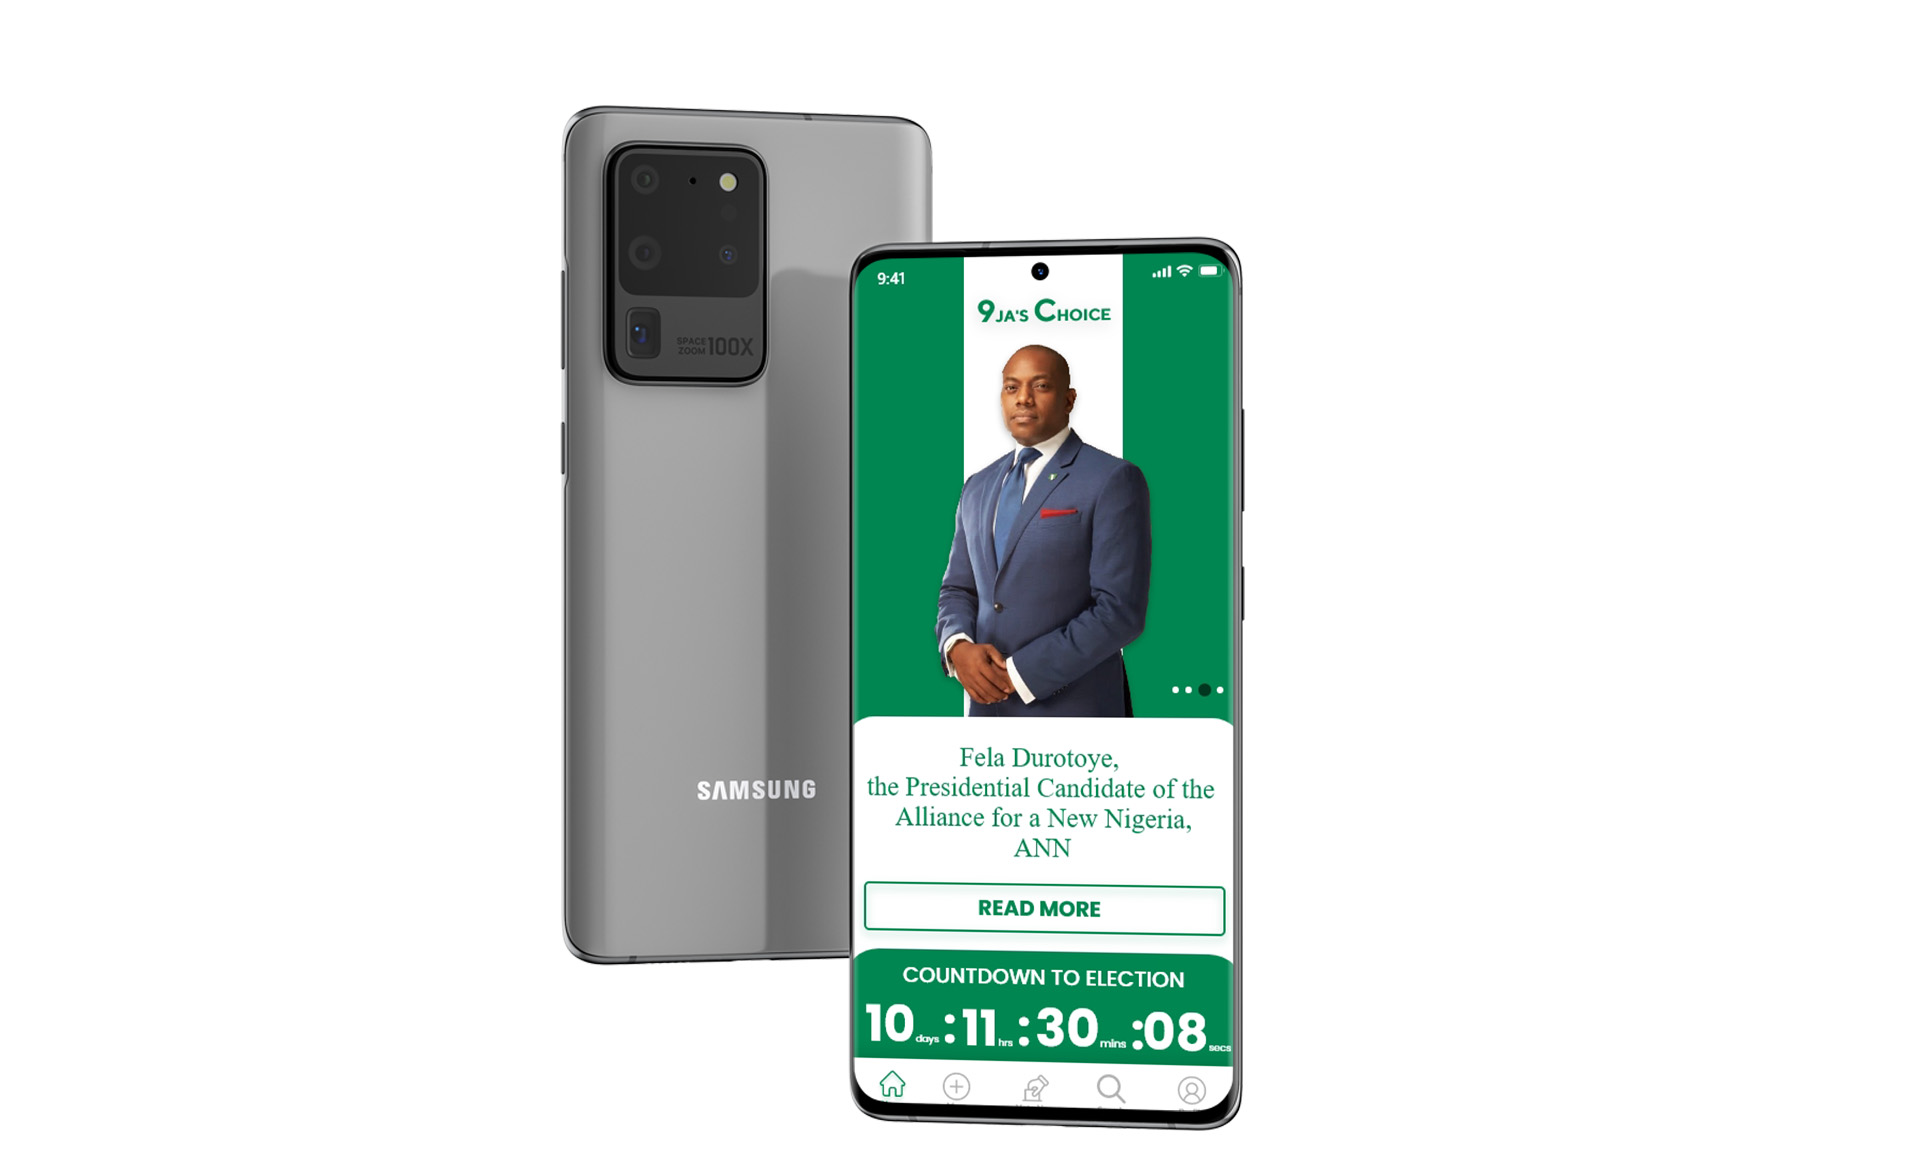 SPACE
ZOOM 100X
SAMSUNG
9:41
9JA'S CHOICE
Fela Durotoye,
the Presidential Candidate of the
Alliance for a New Nigeria,
ANN
READ MORE
COUNTDOWN TO ELECTION
10 days : 11 hrs : 30 mins : 08 secs